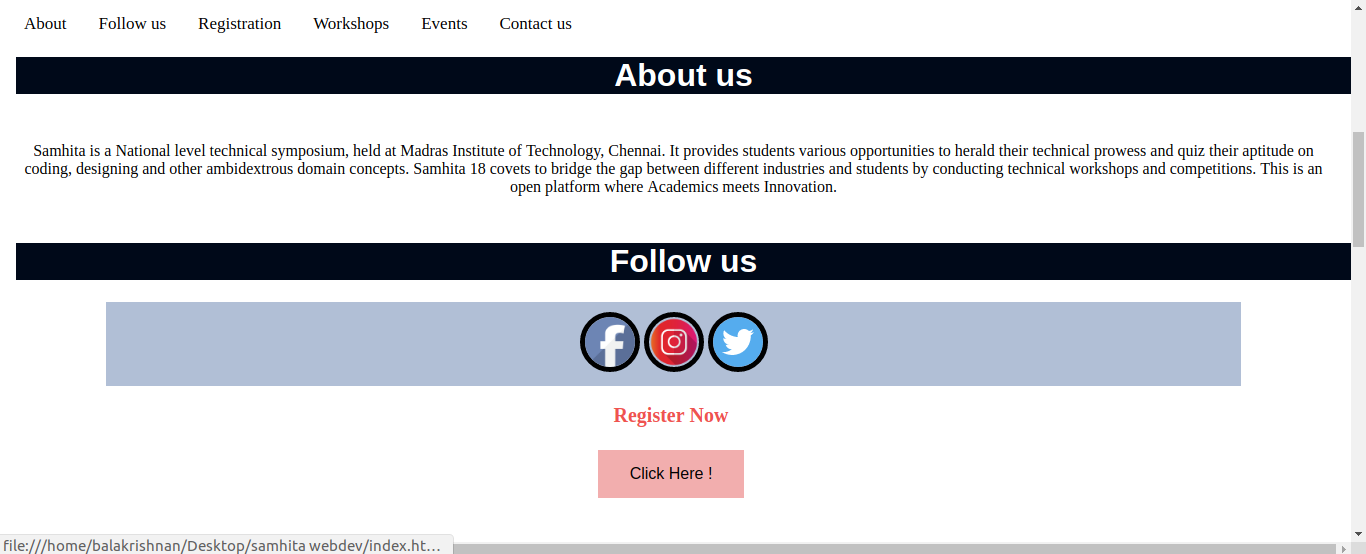 About Follow us Registration Workshops Events Contact us
About us
Samhita is a National level technical symposium, held at Madras Institute of Technology, Chennai. It provides students various opportunities to herald their technical prowess and quiz their aptitude on
coding, designing and other ambidextrous domain concepts. Samhita 18 covets to bridge the gap between different industries and students by conducting technical workshops and competitions. This is an
open platform where Academics meets Innovation.
Follow us
Register Now
Click Here !
file:///home/balakrishnan/Desktop/samhita webdev/index.ht…